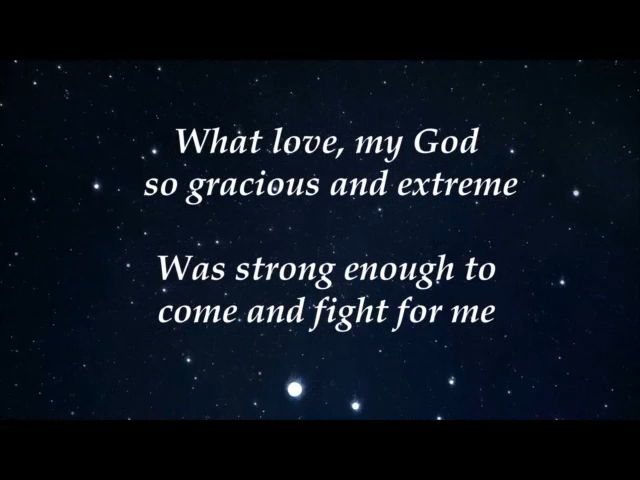 What love, my God
so gracious and extreme
Was strong enough to
come and fight for me